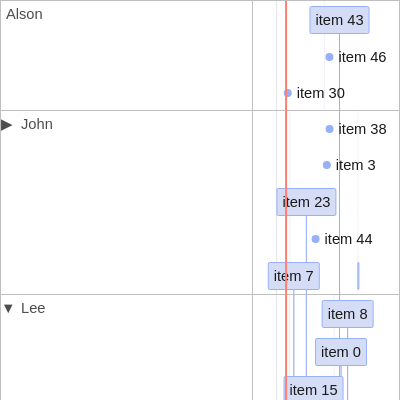 Alson
item 43
item 46
item 30
▶ John
item 38
item 3
item 23
item 44
item 7
▼ Lee
item 8
item 0
item 15